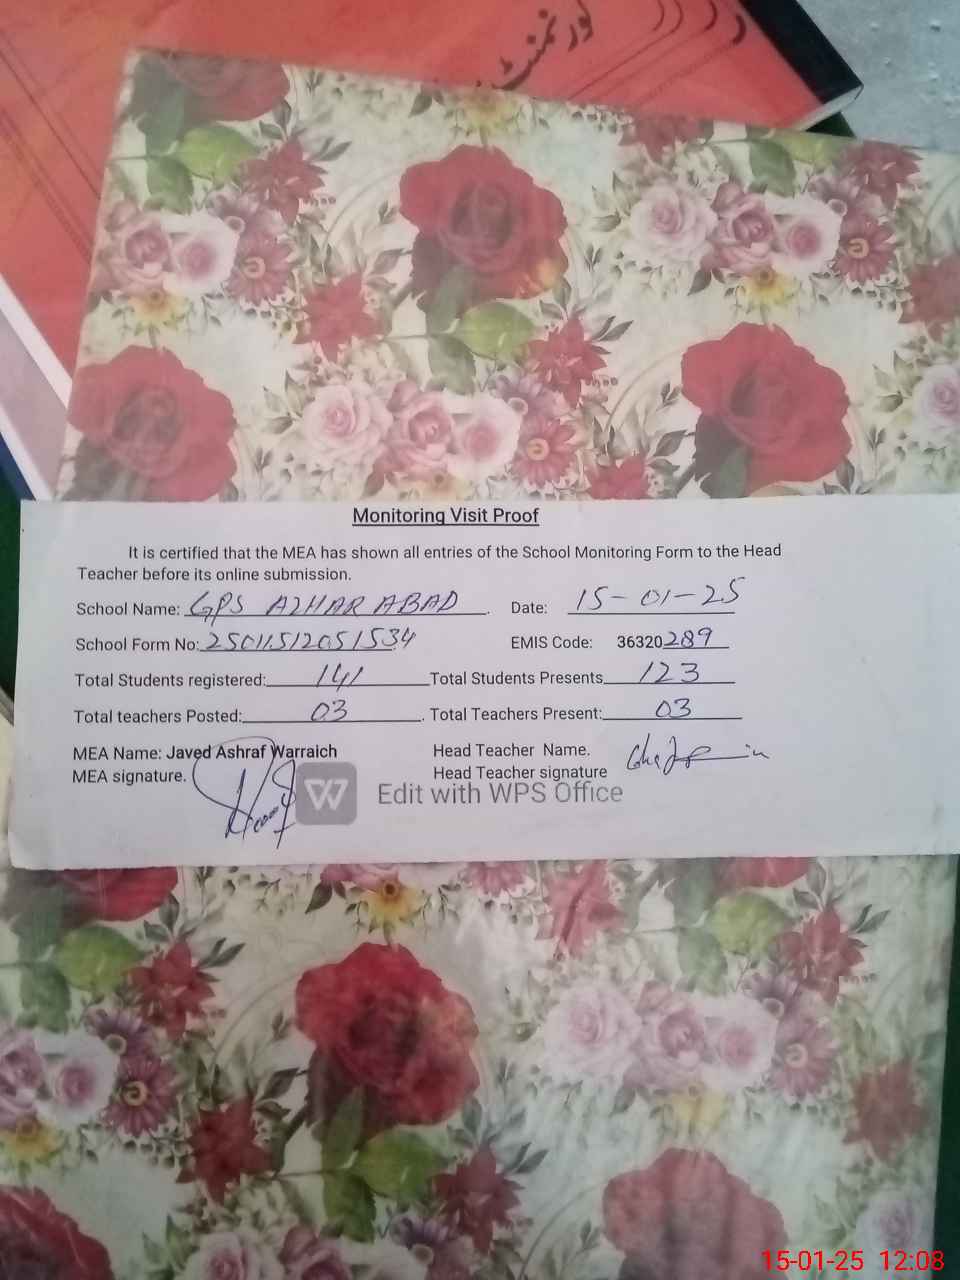 گورنمنٹ
Monitoring Visit Proof
It is certified that the MEA has shown all entries of the School Monitoring Form to the Head
Teacher before its online submission.
School Name: GPS AZHAR ABAD. Date: 15-01-25
School Form No: 25011512051534 EMIS Code: 36320289
Total Students registered: 141 Total Students Presents 123
Total teachers Posted: 03. Total Teachers Present: 03
MEA Name: Javed Ashraf Warraich Head Teacher Name.
MEA signature. Head Teacher signature
Edit with WPS Office
15-01-25 12:08